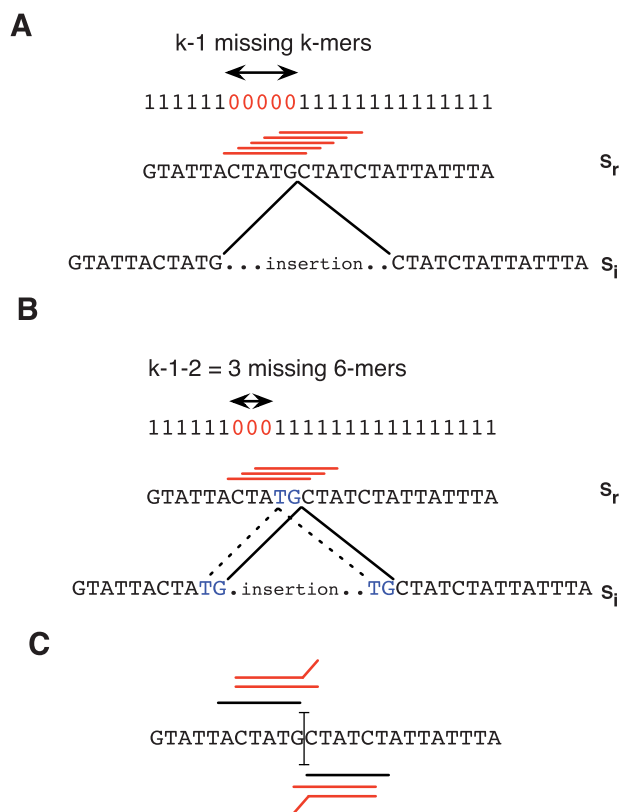 A
k-1 missing k-mers
1111110000011111111111111
GTATTACTATGCTATCTATTATTTA Sr
GTATTACTATG...insertion..CTATCTATTATTTA Si
B
k-1-2 = 3 missing 6-mers
1111110001111111111111111
GTATTACTATGCTATCTATTATTTA Sr
GTATTACTATG.insertion..TGCTATCTATTATTTA Si
C
GTATTACTATGCTATCTATTATTTA